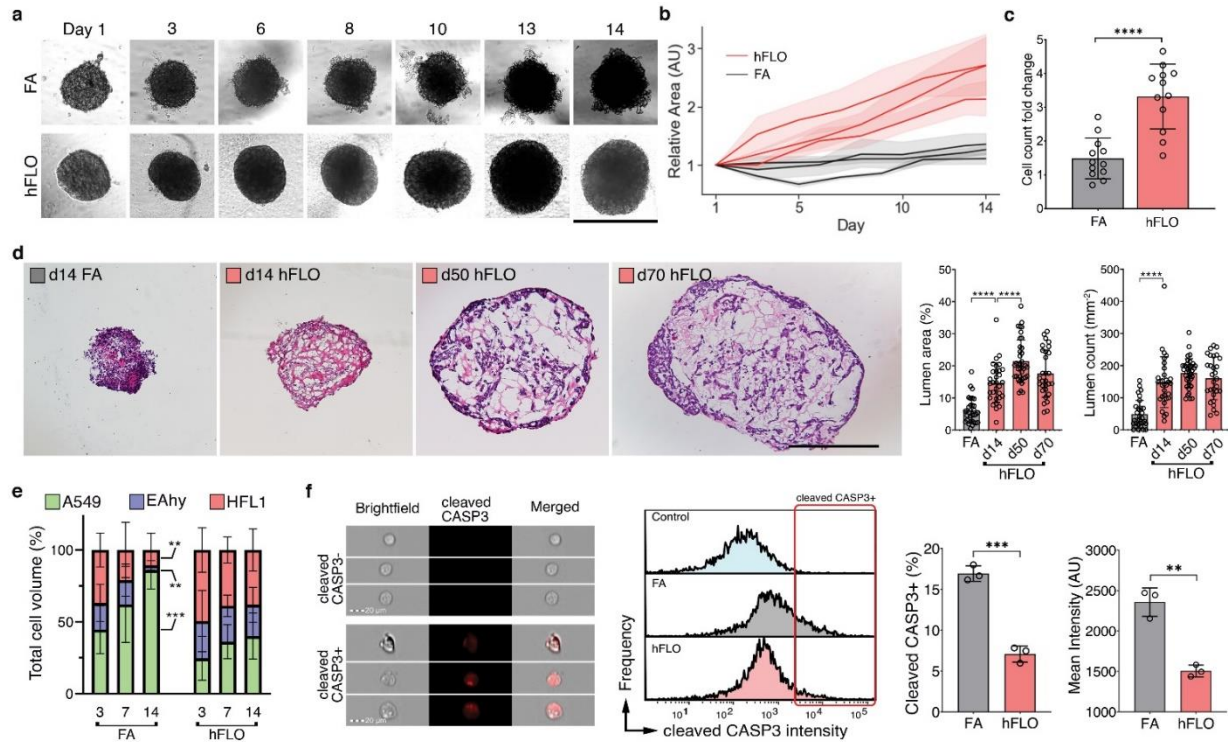 a
Day 1 3 6 8 10 13 14
FA
hFLO
b
Relative Area (AU)
3
2
1
hFLO
FA
1 5 10 14
Day
c
Cell count fold change
5
4
3
2
1
0
****
FA hFLO
d
d14 FA
d14 hFLO
d50 hFLO
d70 hFLO
Lumen area (%)
40
30
20
10
0
**** ****
FA d14 d50 d70
hFLO
Lumen count (mm⁻²)
500
400
300
200
100
0
****
FA d14 d50 d70
hFLO
e
A549 EAhy HFL1
Total cell volume (%)
100
50
0
**
**
***
3 7 14 3 7 14
FA hFLO
f
Brightfield cleaved CASP3 Merged
cleaved CASP3-
20 µm
cleaved CASP3+
20 µm
cleaved CASP3+
Control
FA
hFLO
Frequency
10¹ 10² 10³ 10⁴ 10⁵
cleaved CASP3 intensity
Cleaved CASP3+ (%)
20
15
10
5
0
***
FA hFLO
Mean Intensity (AU)
3000
2500
2000
1500
1000
**
FA hFLO